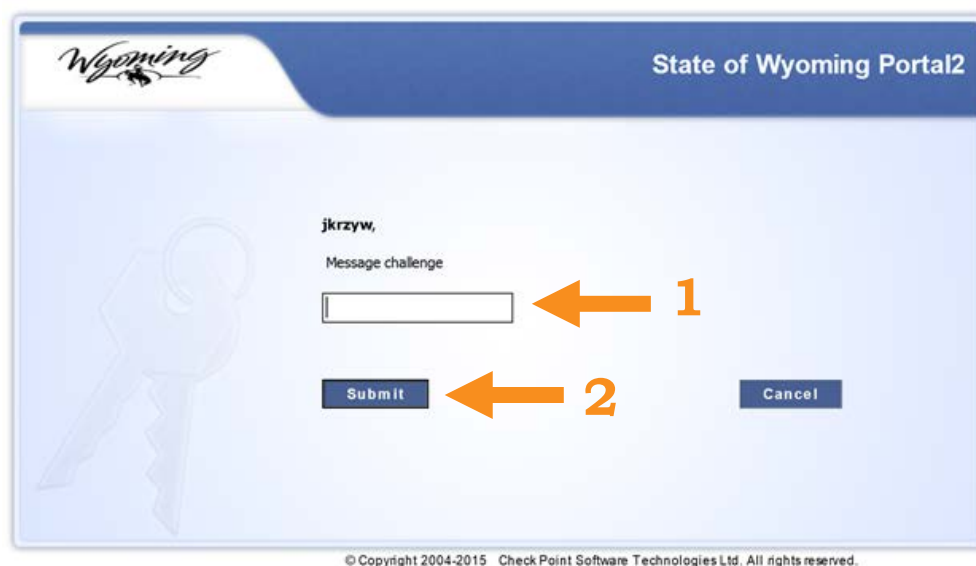 Wyoming
State of Wyoming Portal2
jkrzyw,
Message challenge
1
Submit
2
Cancel
© Copyright 2004-2015 Check Point Software Technologies Ltd. All rights reserved.